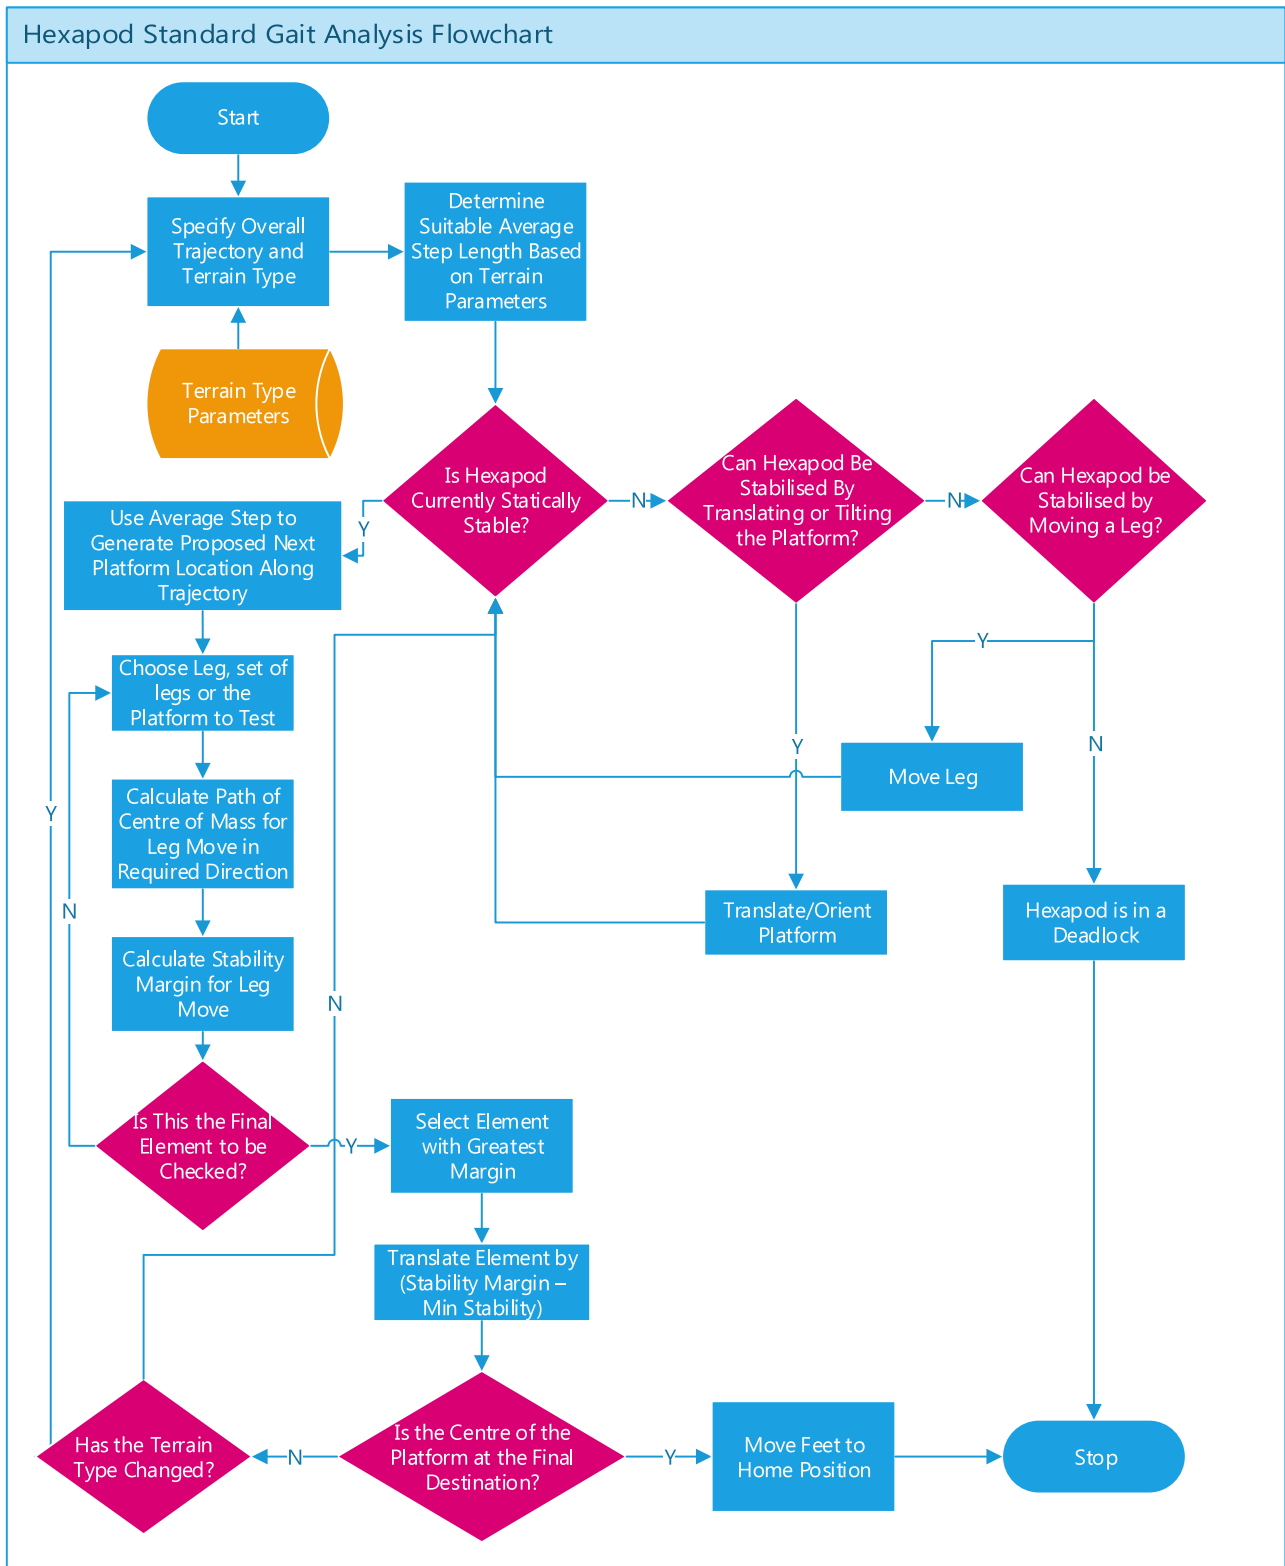 Hexapod Standard Gait Analysis Flowchart
Start
Specify Overall
Trajectory and
Terrain Type
Determine
Suitable Average
Step Length Based
on Terrain
Parameters
Terrain Type
Parameters
Is Hexapod
Currently Statically
Stable?
N
Can Hexapod Be
Stabilised By
Translating or Tilting
the Platform?
N
Can Hexapod be
Stabilised by
Moving a Leg?
Y
Use Average Step to
Generate Proposed Next
Platform Location Along
Trajectory
Y
Choose Leg, set of
legs or the
Platform to Test
Y
N
Move Leg
Calculate Path of
Centre of Mass for
Leg Move in
Required Direction
Y
N
Translate/Orient
Platform
Hexapod is in a
Deadlock
Calculate Stability
Margin for Leg
Move
N
Is This the Final
Element to be
Checked?
Y
Select Element
with Greatest
Margin
Translate Element by
(Stability Margin –
Min Stability)
Has the Terrain
Type Changed?
N
Is the Centre of the
Platform at the Final
Destination?
Y
Move Feet to
Home Position
Stop